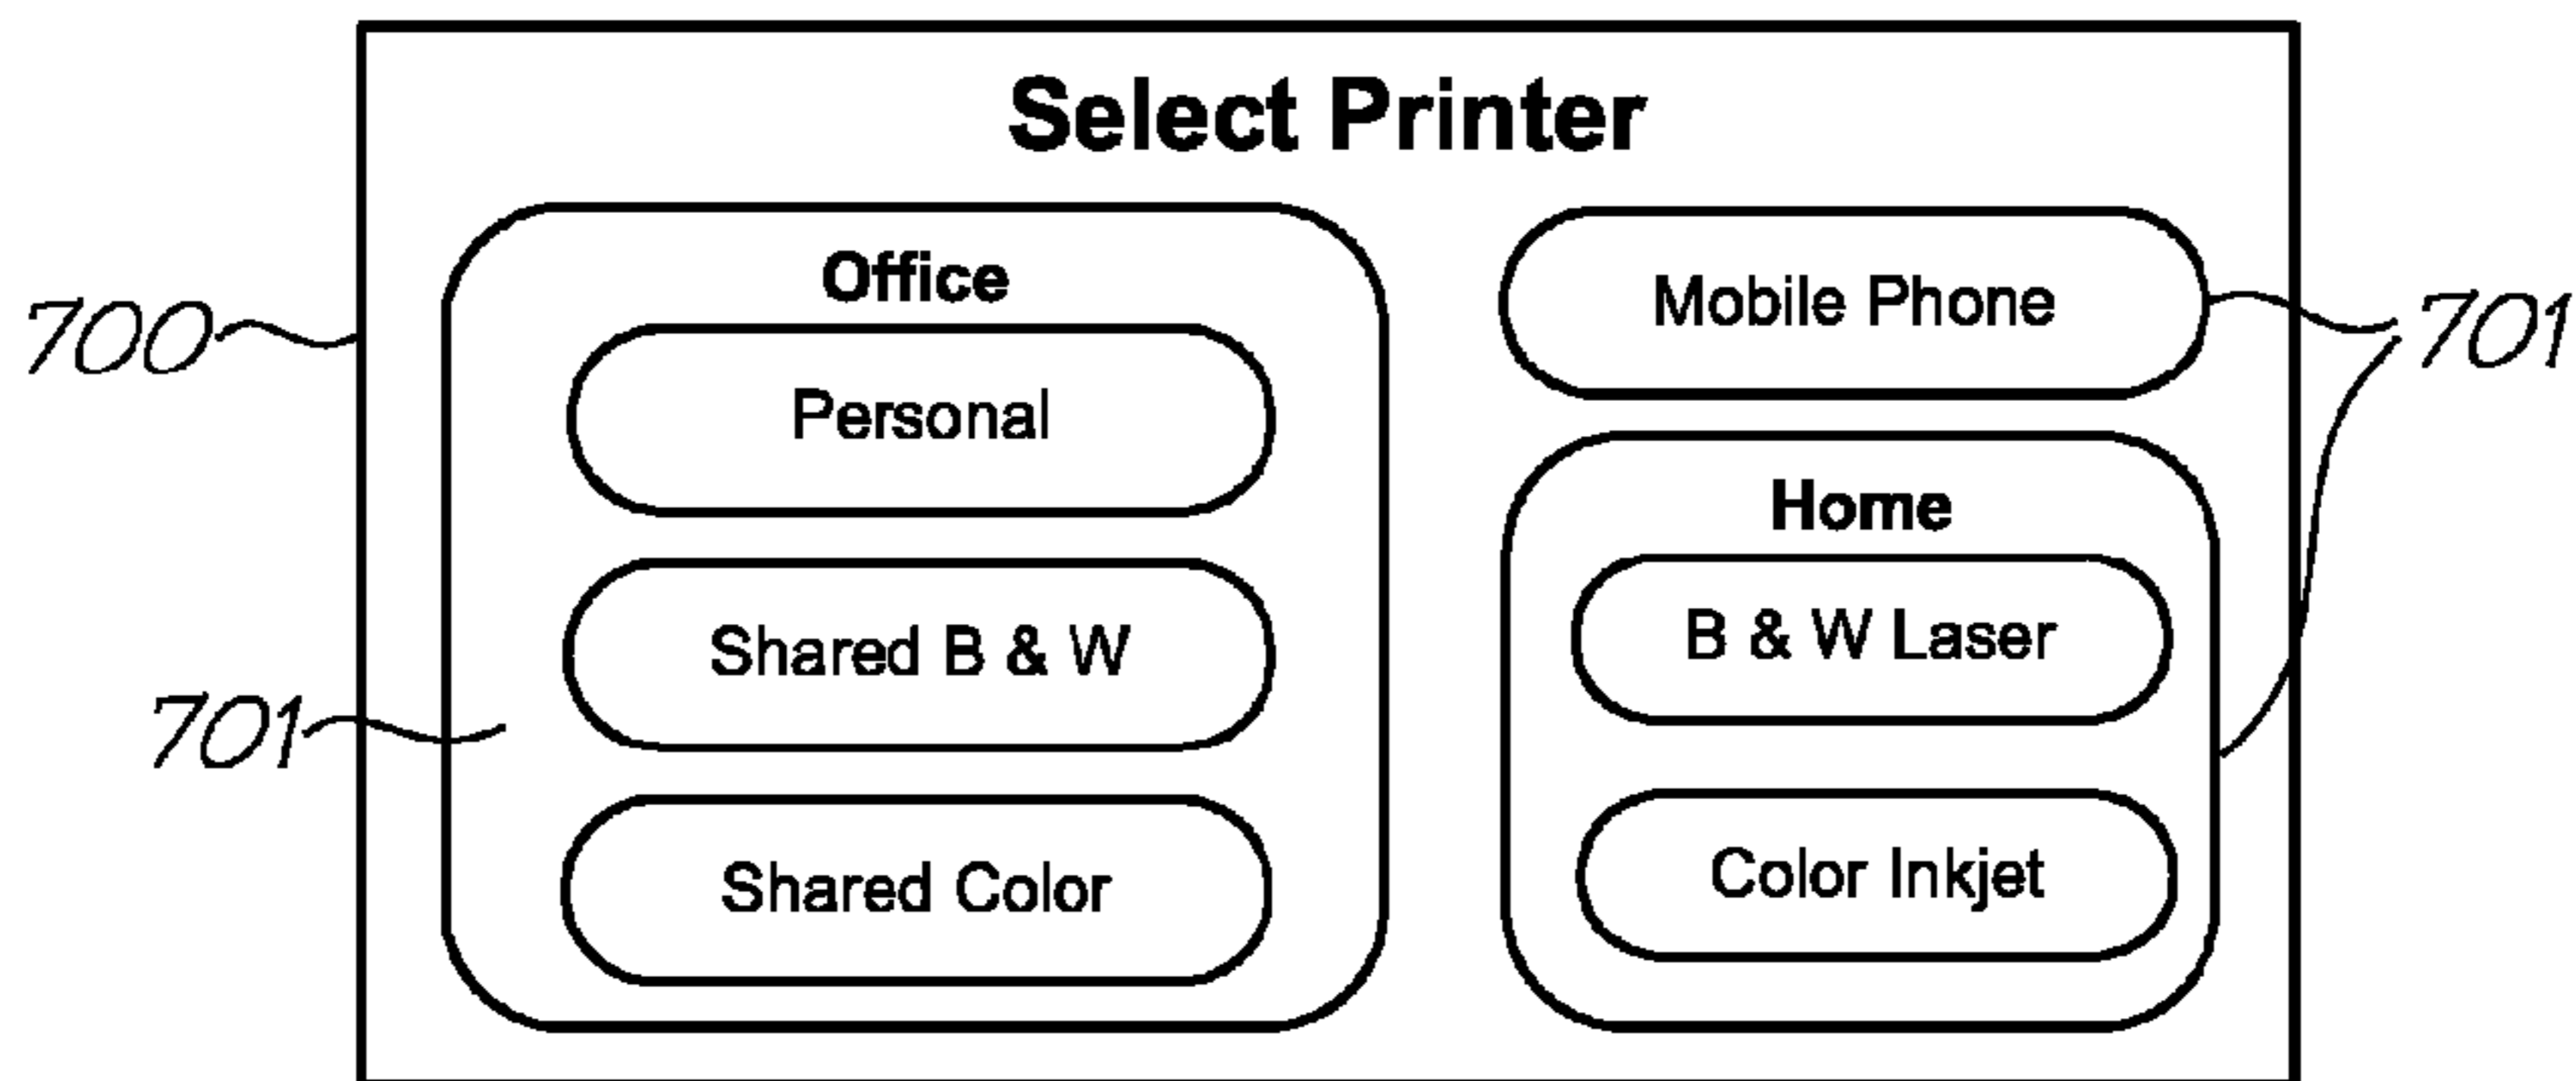 Select Printer
Office
Personal
Shared B & W
Shared Color
Mobile Phone
Home
B & W Laser
Color Inkjet
700
701
701